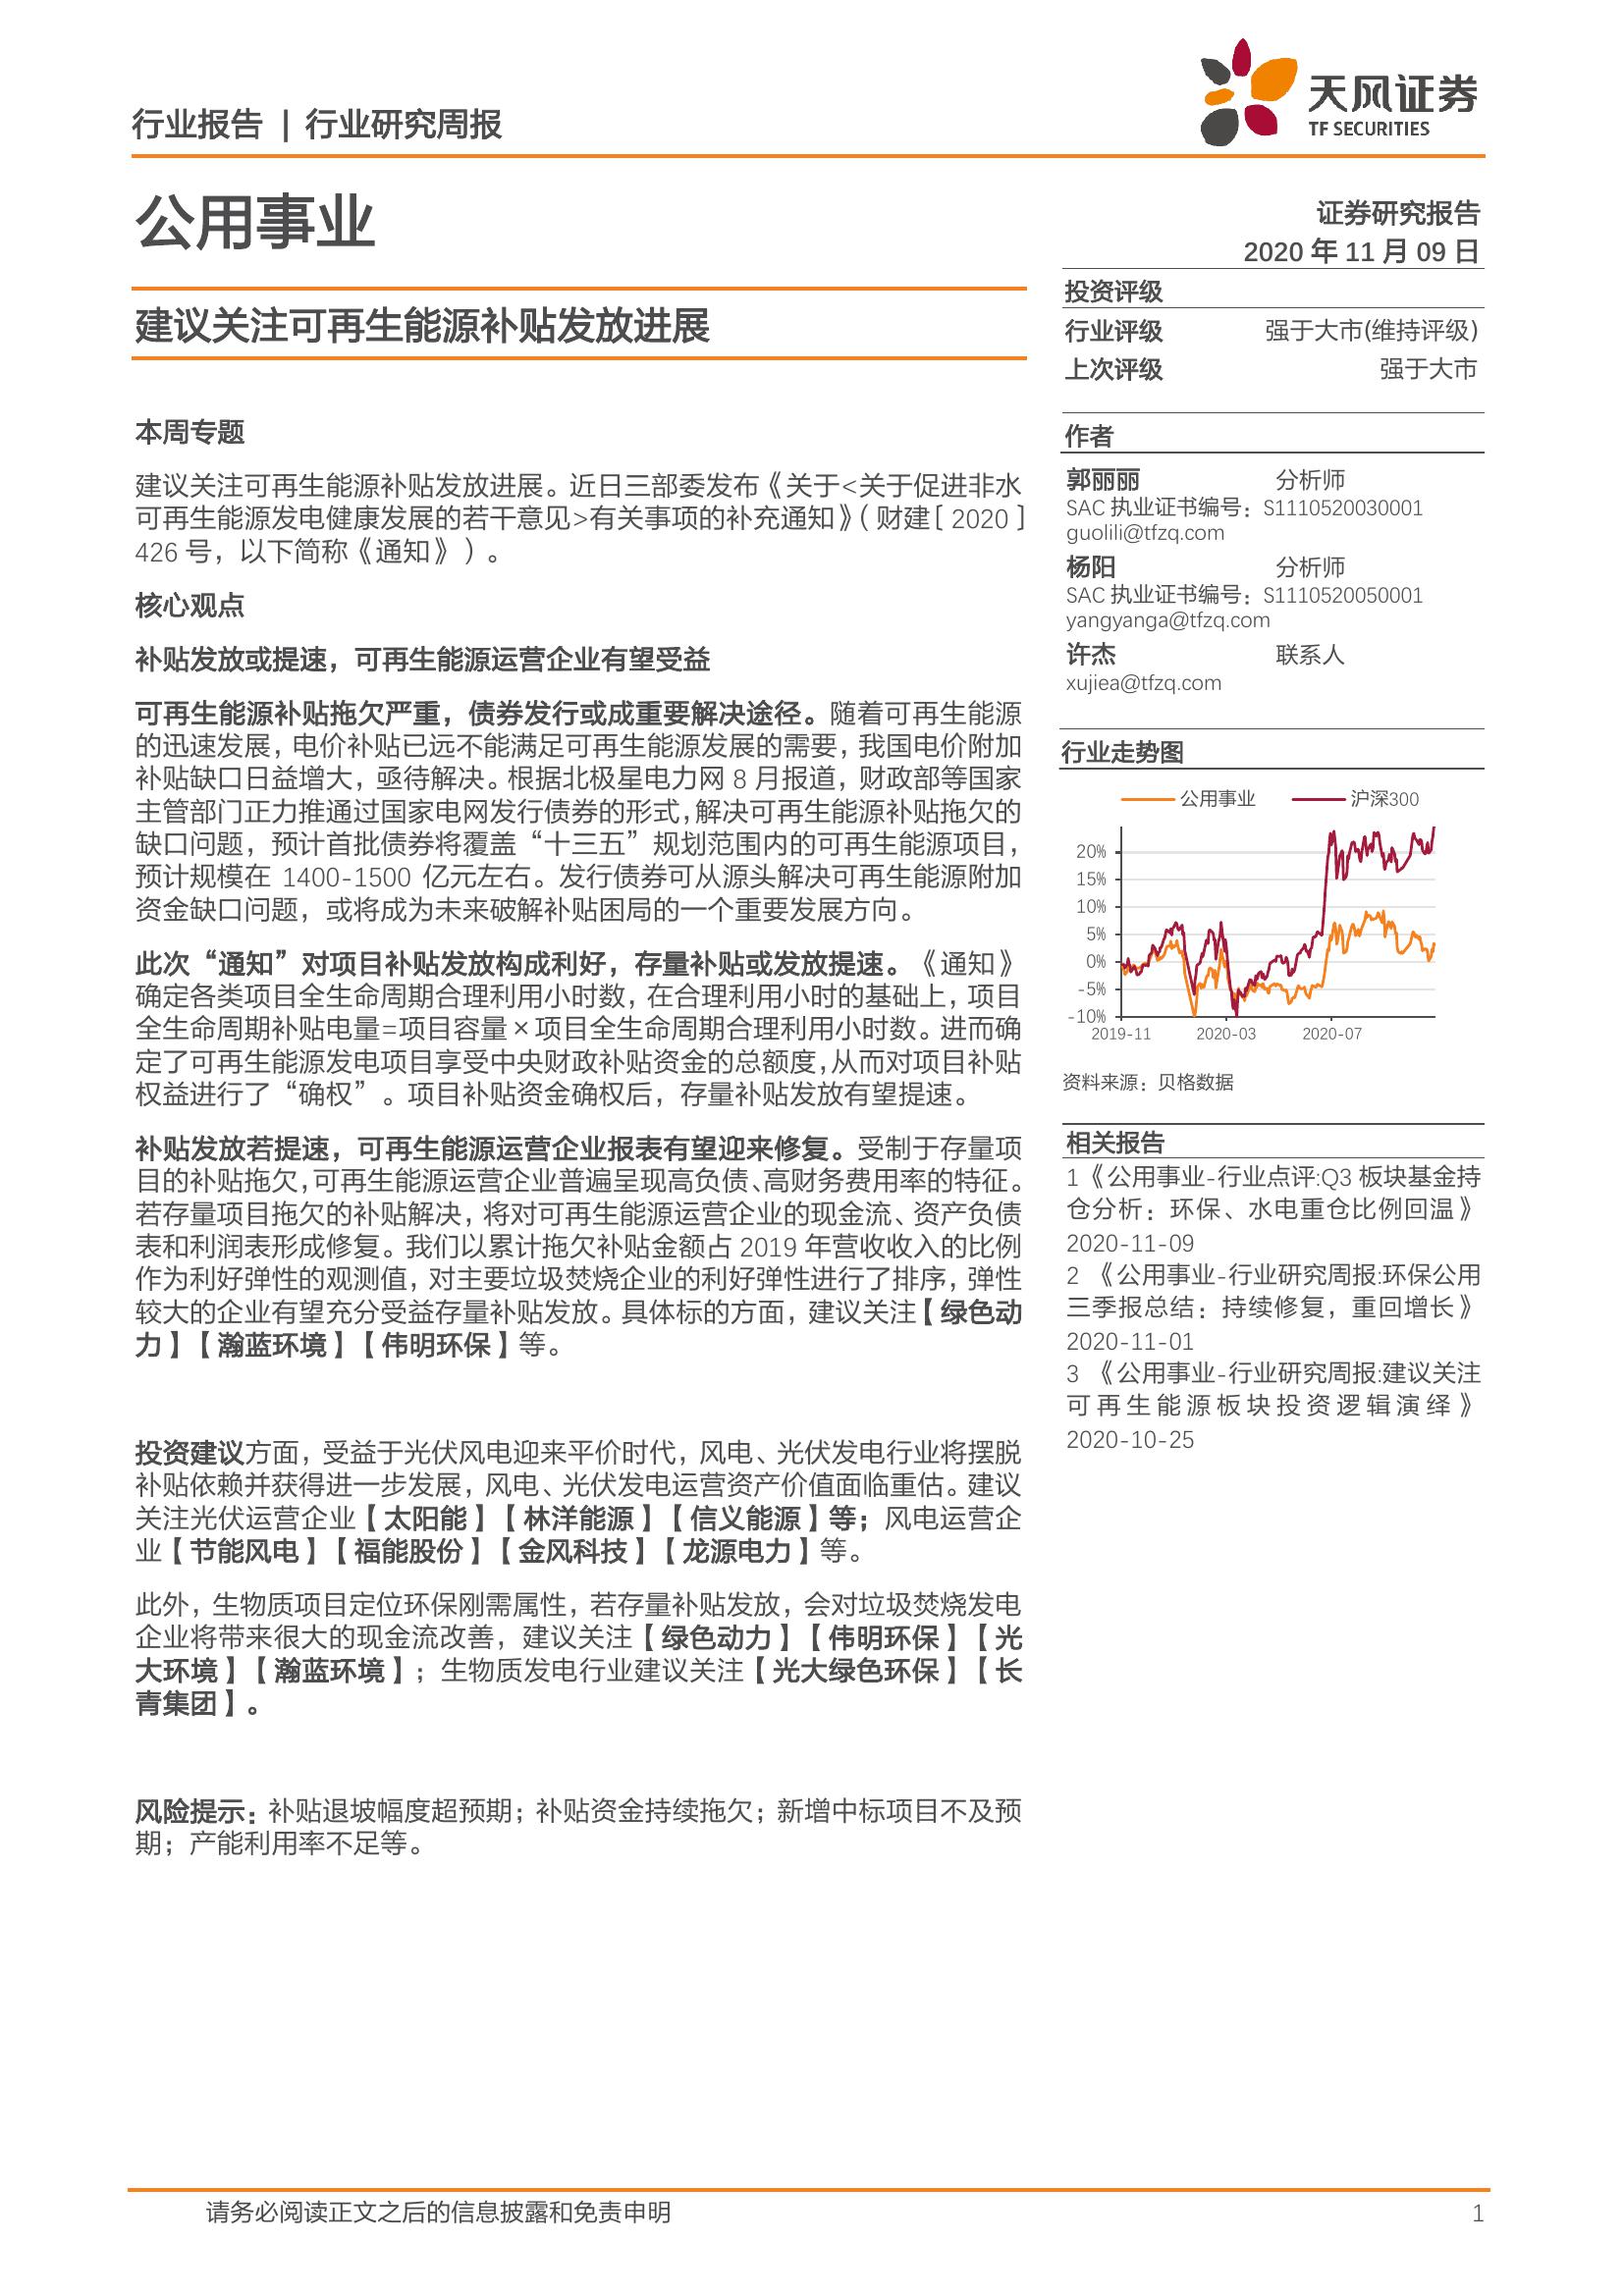 行业报告 | 行业研究周报
天风证券
TF SECURITIES
公用事业
证券研究报告
2020 年 11 月 09 日
建议关注可再生能源补贴发放进展
投资评级
行业评级 强于大市(维持评级)
上次评级 强于大市
本周专题
建议关注可再生能源补贴发放进展。近日三部委发布《关于<关于促进非水
可再生能源发电健康发展的若干意见>有关事项的补充通知》（财建〔2020〕
426 号，以下简称《通知》）。
核心观点
补贴发放或提速，可再生能源运营企业有望受益
可再生能源补贴拖欠严重，债券发行或成重要解决途径。随着可再生能源
的迅速发展，电价补贴已远不能满足可再生能源发展的需要，我国电价附加
补贴缺口日益增大，亟待解决。根据北极星电力网 8 月报道，财政部等国家
主管部门正力推通过国家电网发行债券的形式，解决可再生能源补贴拖欠的
缺口问题，预计首批债券将覆盖“十三五”规划范围内的可再生能源项目，
预计规模在 1400-1500 亿元左右。发行债券可从源头解决可再生能源附加
资金缺口问题，或将成为未来破解补贴困局的一个重要发展方向。
此次“通知”对项目补贴发放构成利好，存量补贴或发放提速。《通知》
确定各类项目全生命周期合理利用小时数，在合理利用小时的基础上，项目
全生命周期补贴电量=项目容量×项目全生命周期合理利用小时数。进而确
定了可再生能源发电项目享受中央财政补贴资金的总额度，从而对项目补贴
权益进行了“确权”。项目补贴资金确权后，存量补贴发放有望提速。
补贴发放若提速，可再生能源运营企业报表有望迎来修复。受制于存量项
目的补贴拖欠，可再生能源运营企业普遍呈现高负债、高财务费用率的特征。
若存量项目拖欠的补贴解决，将对可再生能源运营企业的现金流、资产负债
表和利润表形成修复。我们以累计拖欠补贴金额占 2019 年营收收入的比例
作为利好弹性的观测值，对主要垃圾焚烧企业的利好弹性进行了排序，弹性
较大的企业有望充分受益存量补贴发放。具体标的方面，建议关注【绿色动
力】【瀚蓝环境】【伟明环保】等。
投资建议方面，受益于光伏风电迎来平价时代，风电、光伏发电行业将摆脱
补贴依赖并获得进一步发展，风电、光伏发电运营资产价值面临重估。建议
关注光伏运营企业【太阳能】【林洋能源】【信义能源】等；风电运营企
业【节能风电】【福能股份】【金风科技】【龙源电力】等。
此外，生物质项目定位环保刚需属性，若存量补贴发放，会对垃圾焚烧发电
企业将带来很大的现金流改善，建议关注【绿色动力】【伟明环保】【光
大环境】【瀚蓝环境】；生物质发电行业建议关注【光大绿色环保】【长
青集团】。
风险提示：补贴退坡幅度超预期；补贴资金持续拖欠；新增中标项目不及预
期；产能利用率不足等。
作者
郭丽丽 分析师
SAC 执业证书编号：S1110520030001
guolili@tfzq.com
杨阳 分析师
SAC 执业证书编号：S1110520050001
yangyanga@tfzq.com
许杰 联系人
xujiea@tfzq.com
行业走势图
公用事业 沪深300
20%
15%
10%
5%
0%
-5%
-10%
2019-11 2020-03 2020-07
资料来源：贝格数据
相关报告
1《公用事业-行业点评:Q3 板块基金持
仓分析：环保、水电重仓比例回温》
2020-11-09
2 《公用事业-行业研究周报:环保公用
三季报总结：持续修复，重回增长》
2020-11-01
3 《公用事业-行业研究周报:建议关注
可再生能源板块投资逻辑演绎》
2020-10-25
请务必阅读正文之后的信息披露和免责申明 1